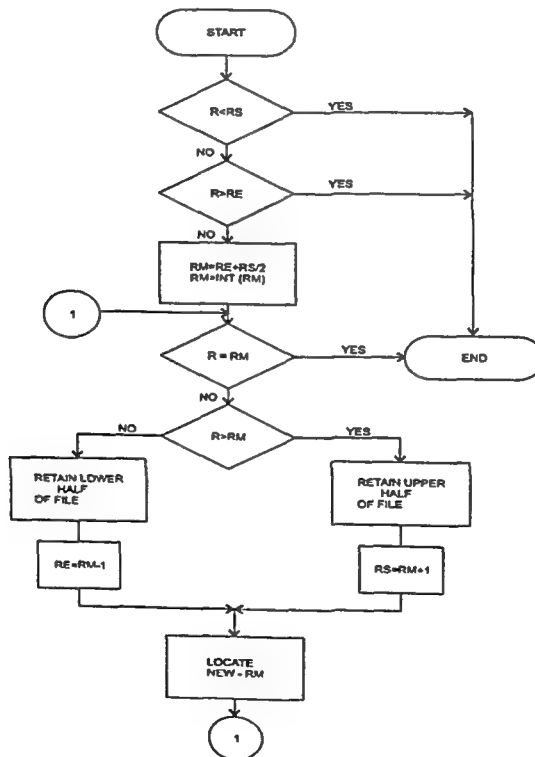 START
R<RS
YES
NO
R>RE
YES
NO
RM=RE+RS/2
RM=INT (RM)
1
R = RM
YES
END
NO
NO
R>RM
YES
RETAIN LOWER
HALF
OF FILE
RETAIN UPPER
HALF
OF FILE
RE=RM-1
RS=RM+1
LOCATE
NEW - RM
1